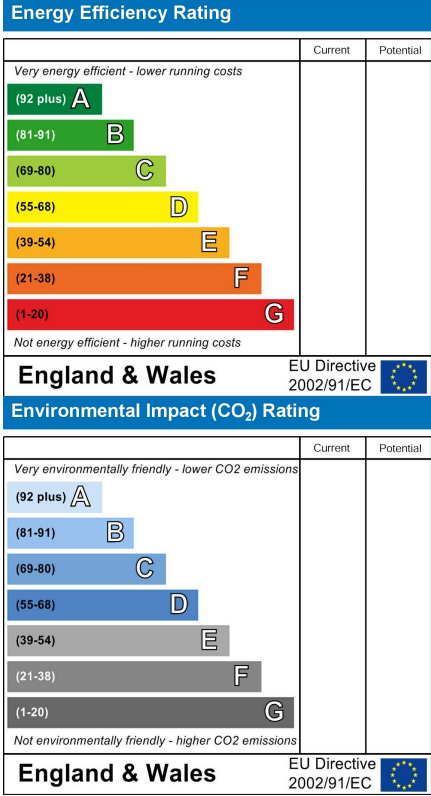 Energy Efficiency Rating
Current Potential
Very energy efficient - lower running costs
(92 plus) A
(81-91) B
(69-80) C
(55-68) D
(39-54) E
(21-38) F
(1-20) G
Not energy efficient - higher running costs
England & Wales
EU Directive
2002/91/EC
Environmental Impact (CO₂) Rating
Current Potential
Very environmentally friendly - lower CO2 emissions
(92 plus) A
(81-91) B
(69-80) C
(55-68) D
(39-54) E
(21-38) F
(1-20) G
Not environmentally friendly - higher CO2 emissions
England & Wales
EU Directive
2002/91/EC